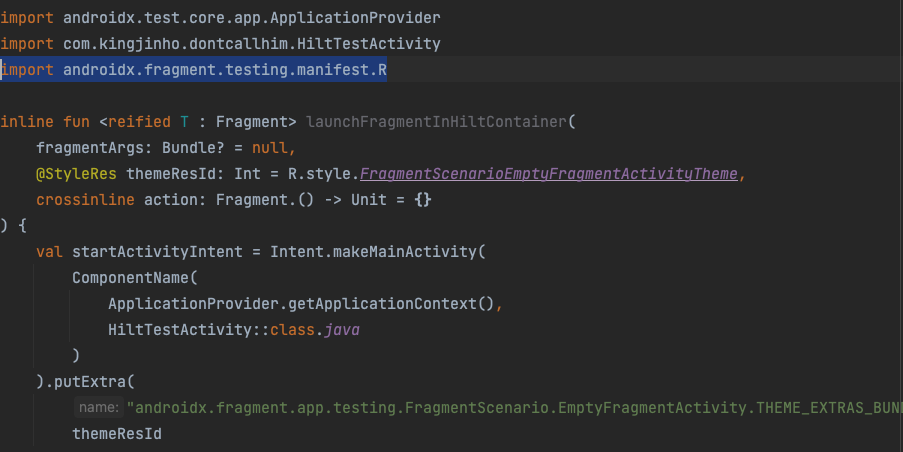 import androidx.test.core.app.ApplicationProvider
import com.kingjinho.dontcallhim.HiltTestActivity
import androidx.fragment.testing.manifest.R
inline fun <reified T : Fragment> launchFragmentInHiltContainer(
fragmentArgs: Bundle? = null,
@StyleRes themeResId: Int = R.style.FragmentScenarioEmptyFragmentActivityTheme,
crossinline action: Fragment.() -> Unit = {}
) {
val startActivityIntent = Intent.makeMainActivity(
ComponentName(
ApplicationProvider.getApplicationContext(),
HiltTestActivity::class.java
)
).putExtra(
name: "androidx.fragment.app.testing.FragmentScenario.EmptyFragmentActivity.THEME_EXTRAS_BUN
themeResId